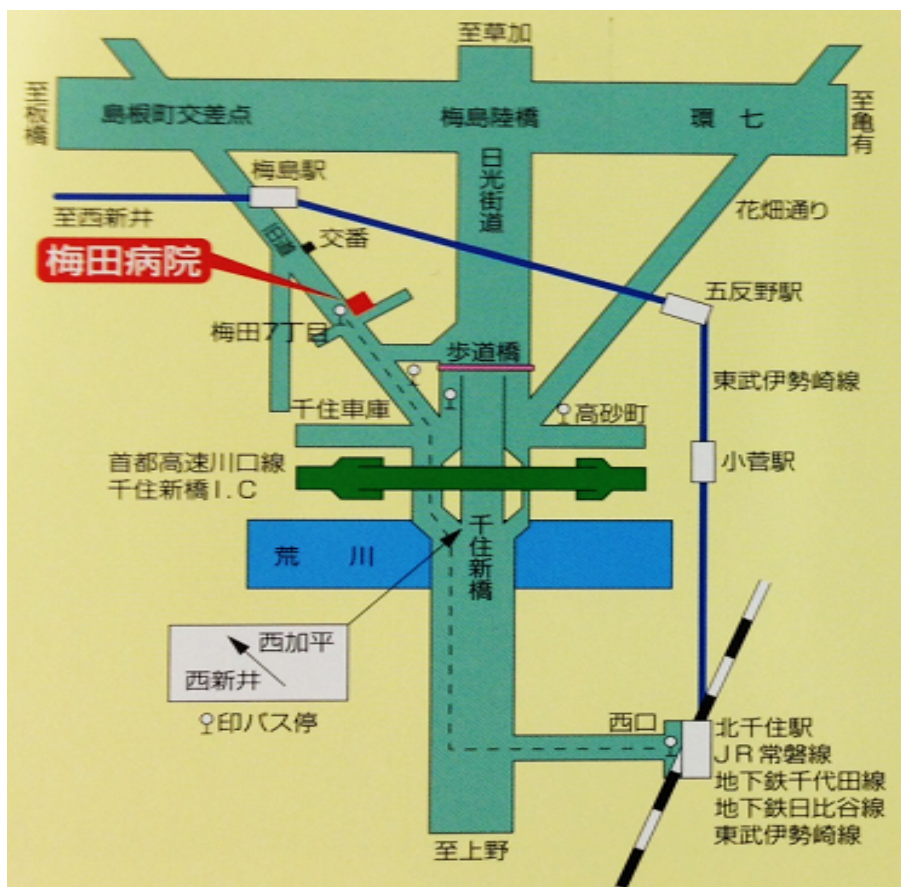 至草加
至板橋
島根町交差点
梅島陸橋
環七
至亀有
梅島駅
日光街道
至西新井
花畑通り
旧道
交番
梅田病院
五反野駅
梅田7丁目
歩道橋
東武伊勢崎線
千住車庫
高砂町
首都高速川口線
千住新橋I.C
小菅駅
千住新橋
荒川
西加平
西新井
印バス停
西口
北千住駅
JR常磐線
地下鉄千代田線
地下鉄日比谷線
東武伊勢崎線
至上野